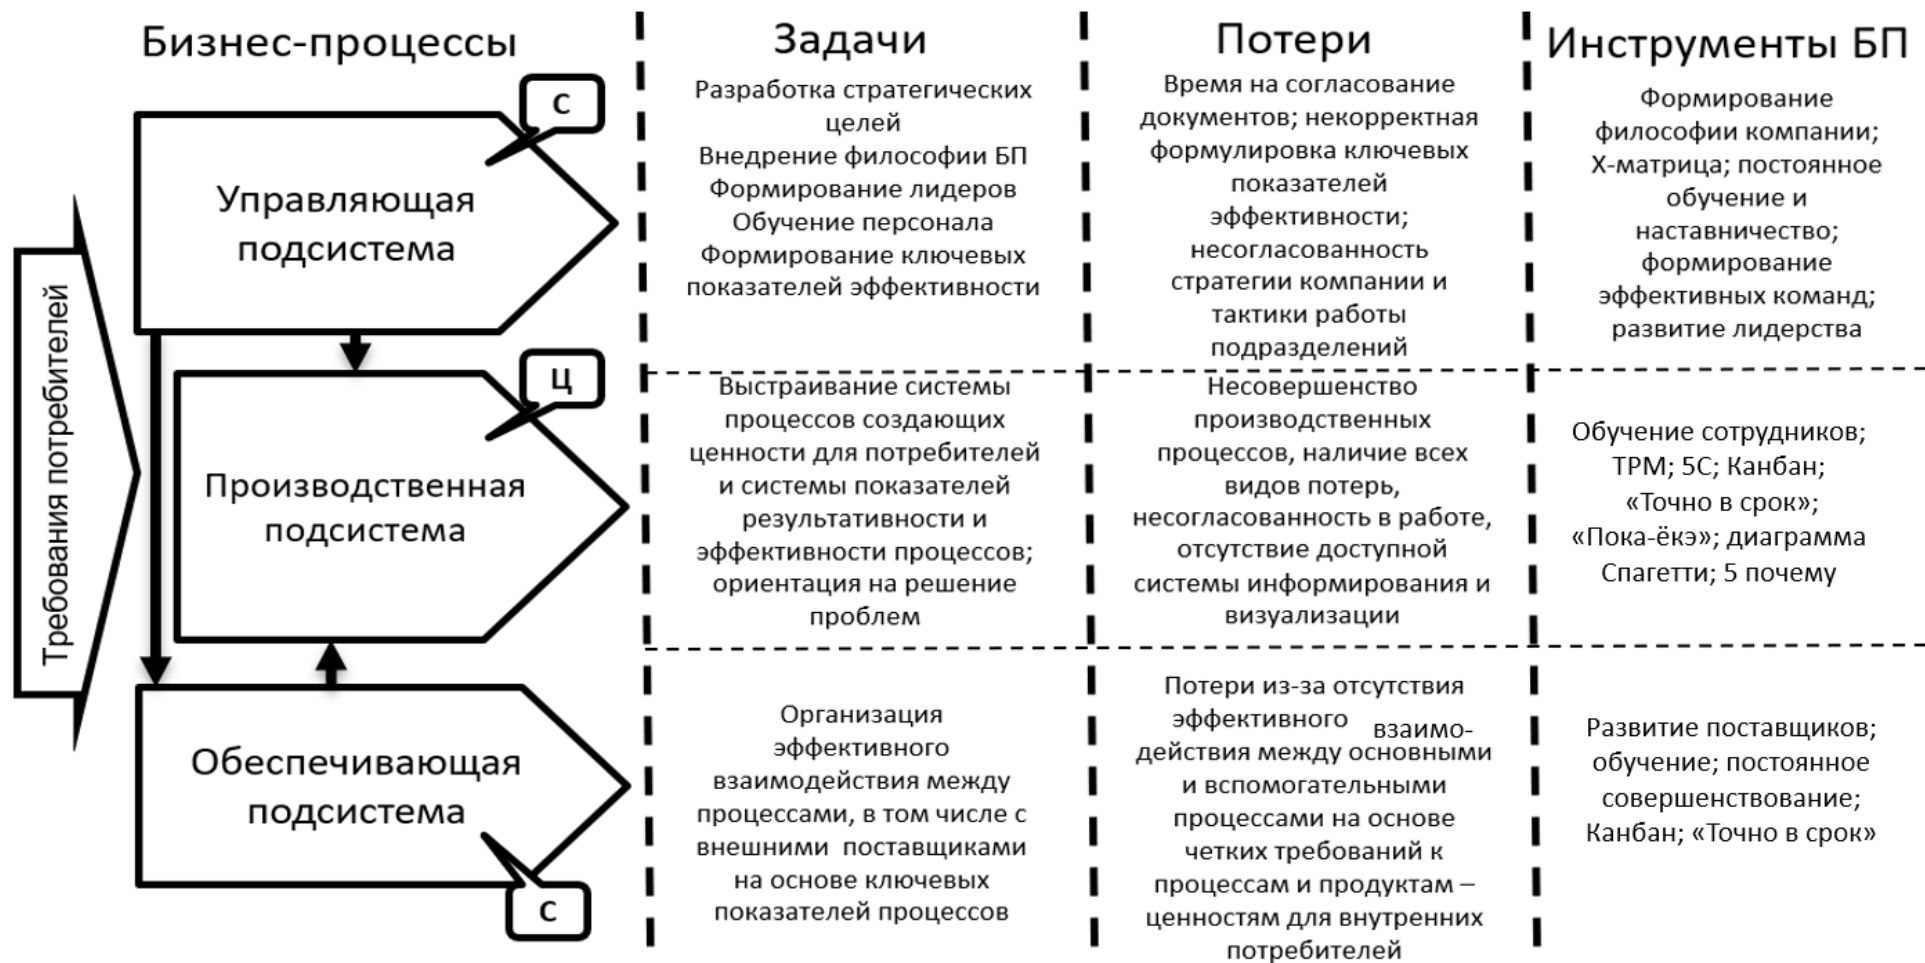 Бизнес-процессы
Задачи
Потери
Инструменты БП
Требования потребителей
С
Управляющая
подсистема
Разработка стратегических
целей
Внедрение философии БП
Формирование лидеров
Обучение персонала
Формирование ключевых
показателей эффективности
Время на согласование
документов; некорректная
формулировка ключевых
показателей
эффективности;
несогласованность
стратегии компании и
тактики работы
подразделений
Формирование
философии компании;
Х-матрица; постоянное
обучение и
наставничество;
формирование
эффективных команд;
развитие лидерства
Ц
Производственная
подсистема
Выстраивание системы
процессов создающих
ценности для потребителей
и системы показателей
результативности и
эффективности процессов;
ориентация на решение
проблем
Несовершенство
производственных
процессов, наличие всех
видов потерь,
несогласованность в работе,
отсутствие доступной
системы информирования и
визуализации
Обучение сотрудников;
ТРМ; 5С; Канбан;
«Точно в срок»;
«Пока-ёкэ»; диаграмма
Спагетти; 5 почему
Обеспечивающая
подсистема
С
Организация
эффективного
взаимодействия между
процессами, в том числе с
внешними поставщиками
на основе ключевых
показателей процессов
Потери из-за отсутствия
эффективного взаимо-
действия между основными
и вспомогательными
процессами на основе
четких требований к
процессам и продуктам –
ценностям для внутренних
потребителей
Развитие поставщиков;
обучение; постоянное
совершенствование;
Канбан; «Точно в срок»